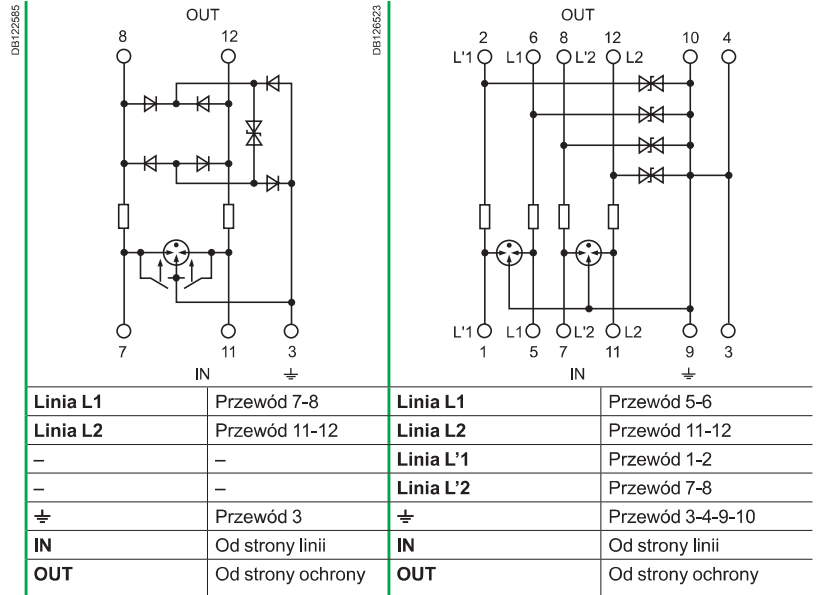 DB122585
OUT
8 12
7 11 3
IN ⏚
Linia L1 Przewód 7-8
Linia L2 Przewód 11-12
– –
– –
⏚ Przewód 3
IN Od strony linii
OUT Od strony ochrony
DB126523
OUT
2 6 8 12 10 4
L'1 L1 L'2 L2
L'1 L1 L'2 L2
1 5 7 11 9 3
IN ⏚
Linia L1 Przewód 5-6
Linia L2 Przewód 11-12
Linia L’1 Przewód 1-2
Linia L’2 Przewód 7-8
⏚ Przewód 3-4-9-10
IN Od strony linii
OUT Od strony ochrony